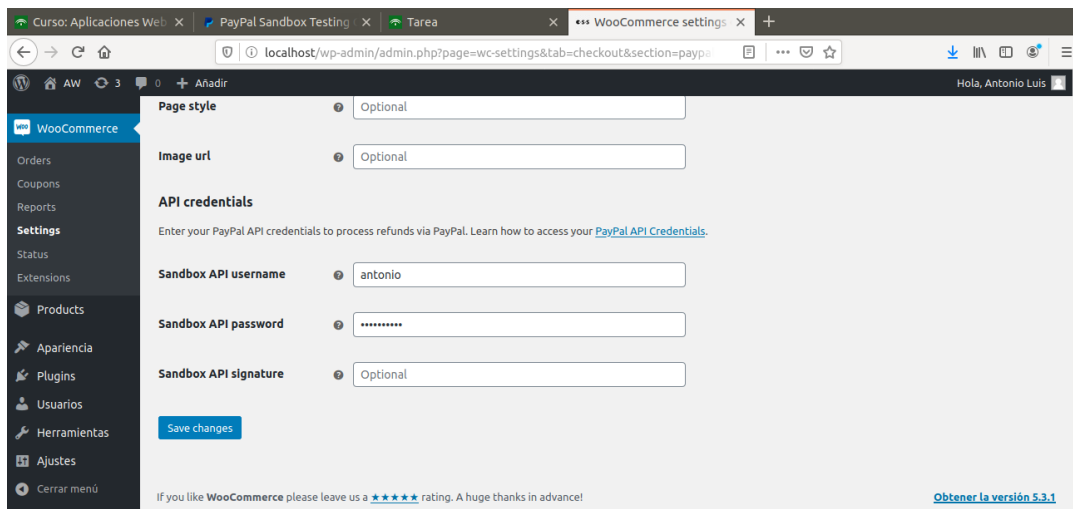 Curso: Aplicaciones Web
PayPal Sandbox Testing
Tarea
WooCommerce settings
localhost/wp-admin/admin.php?page=wc-settings&tab=checkout&section=paypa
AW 3 0 Añadir
Hola, Antonio Luis
WooCommerce
Orders
Coupons
Reports
Settings
Status
Extensions
Products
Apariencia
Plugins
Usuarios
Herramientas
Ajustes
Cerrar menú
Page style Optional
Image url Optional
API credentials
Enter your PayPal API credentials to process refunds via PayPal. Learn how to access your PayPal API Credentials.
Sandbox API username antonio
Sandbox API password ••••••••••
Sandbox API signature Optional
Save changes
If you like WooCommerce please leave us a ★★★★★ rating. A huge thanks in advance!
Obtener la versión 5.3.1